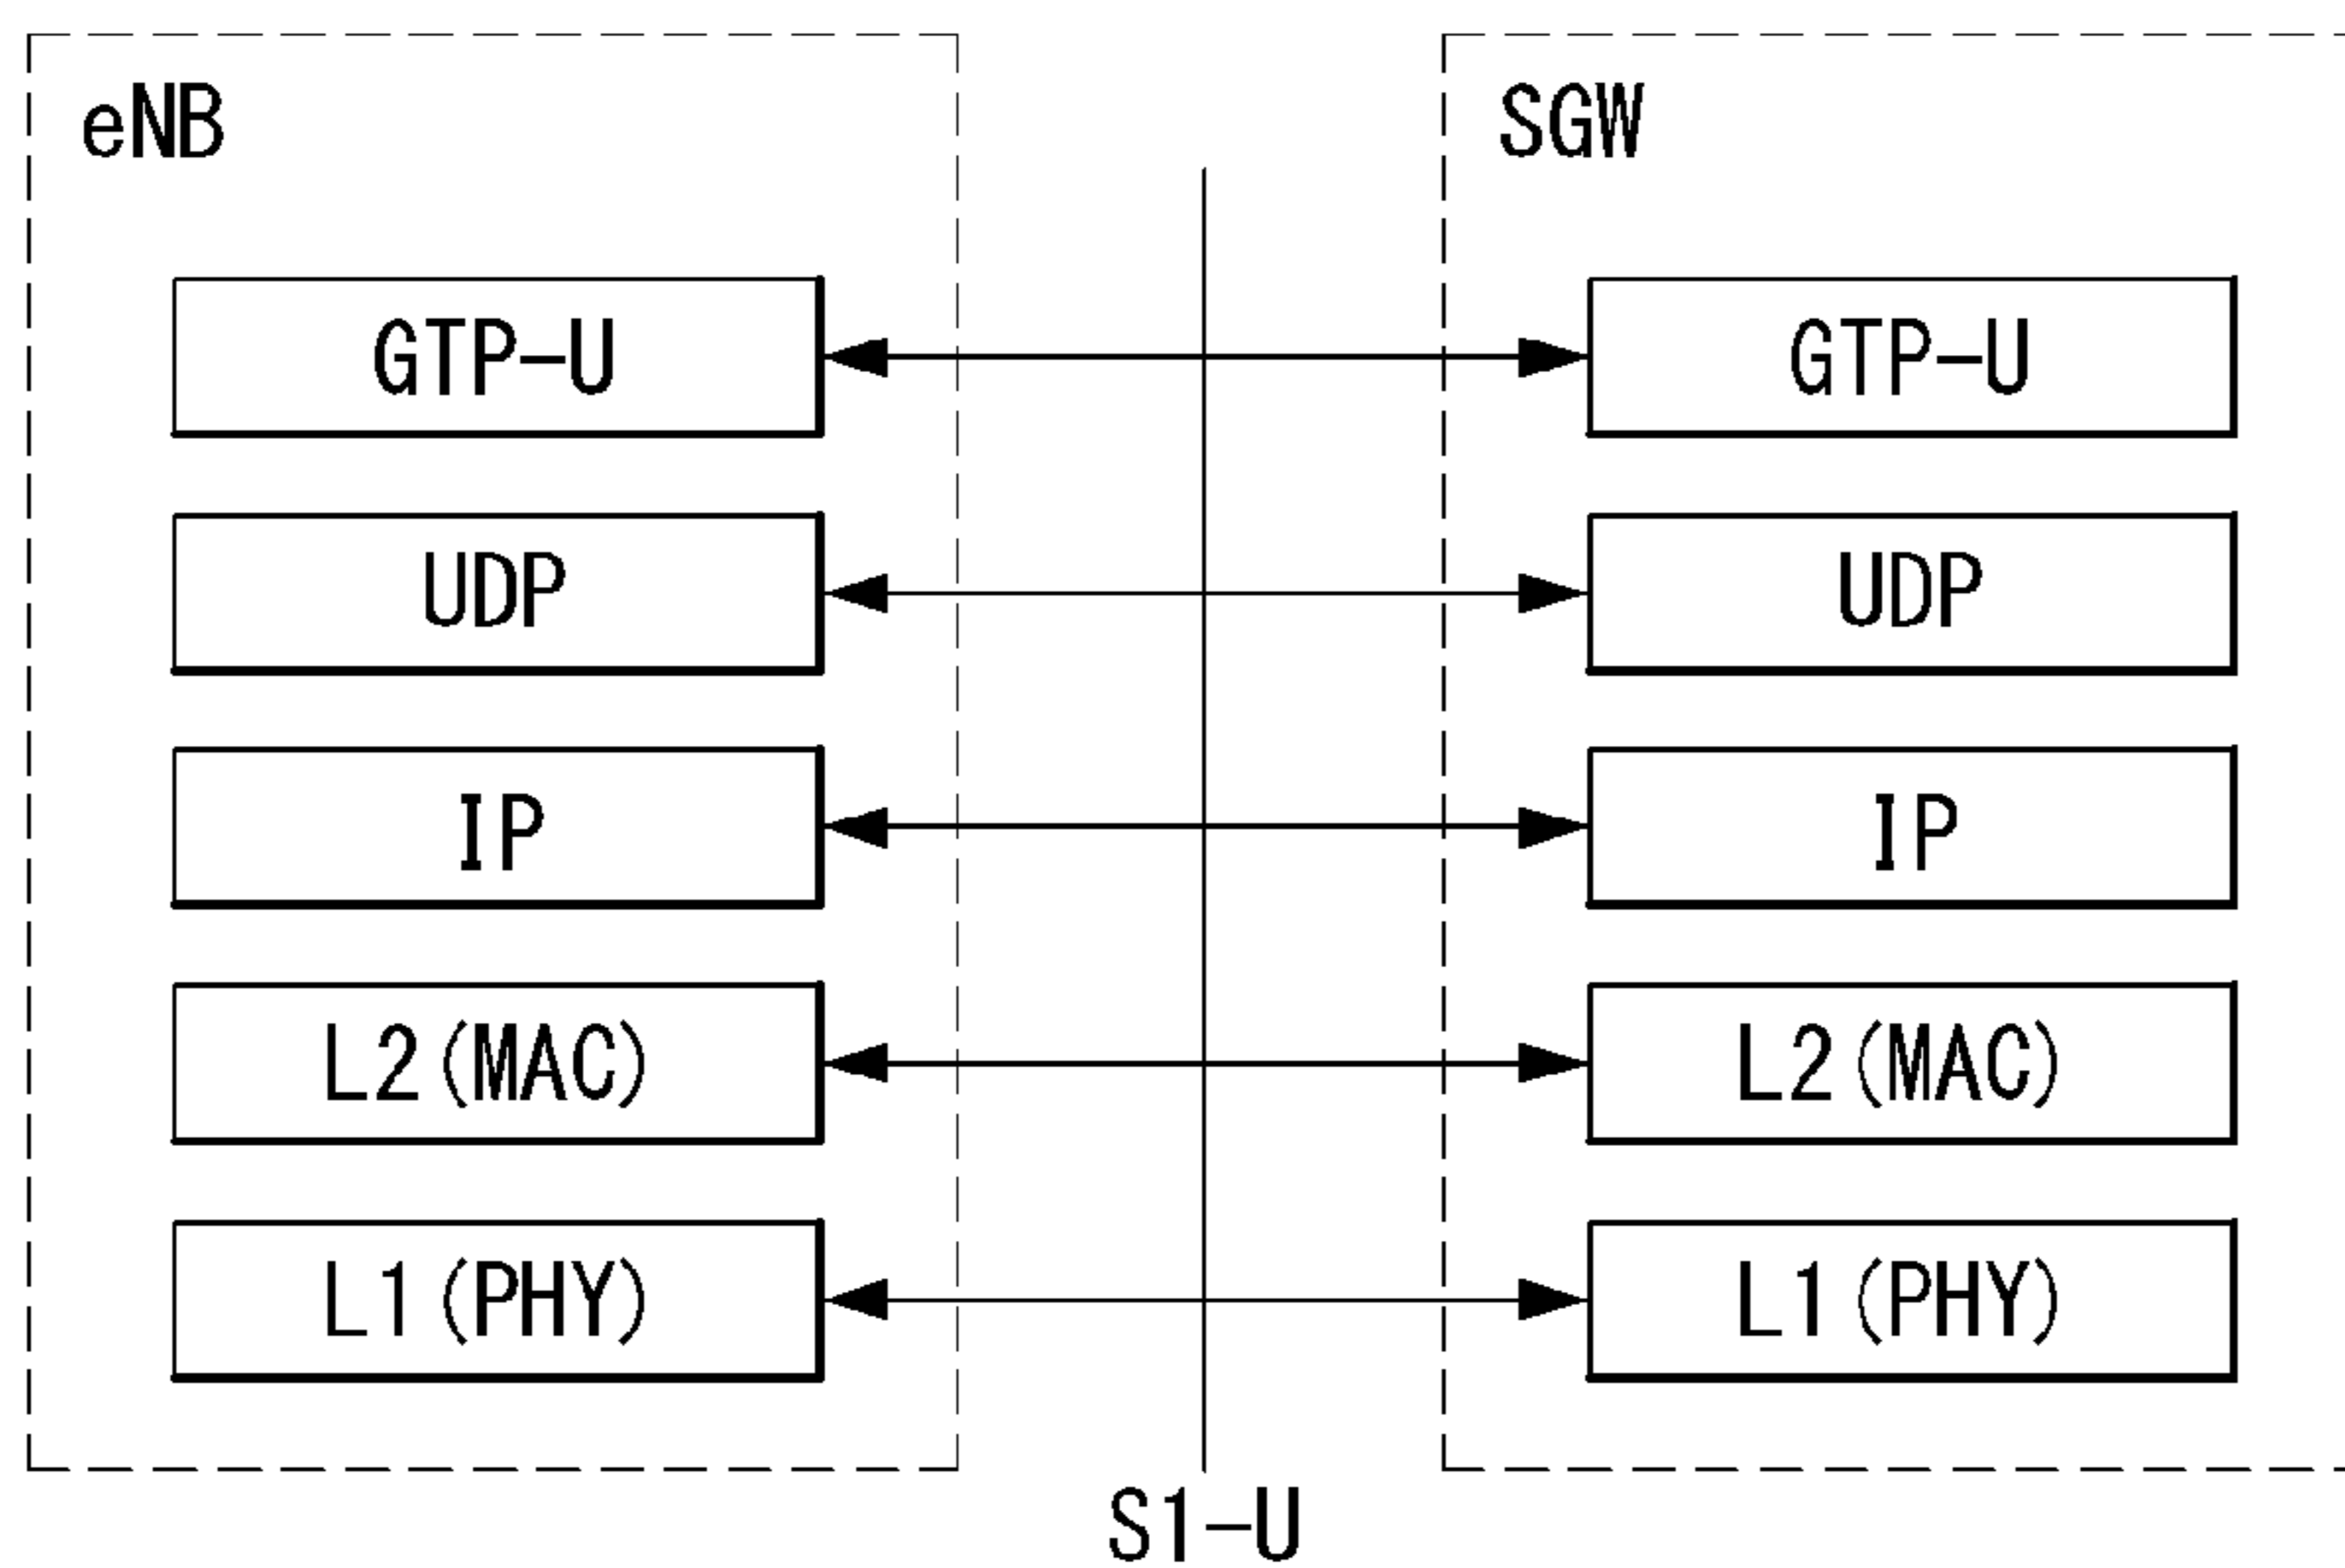 eNB
SGW
GTP-U
GTP-U
UDP
UDP
IP
IP
L2(MAC)
L2(MAC)
L1(PHY)
L1(PHY)
S1-U